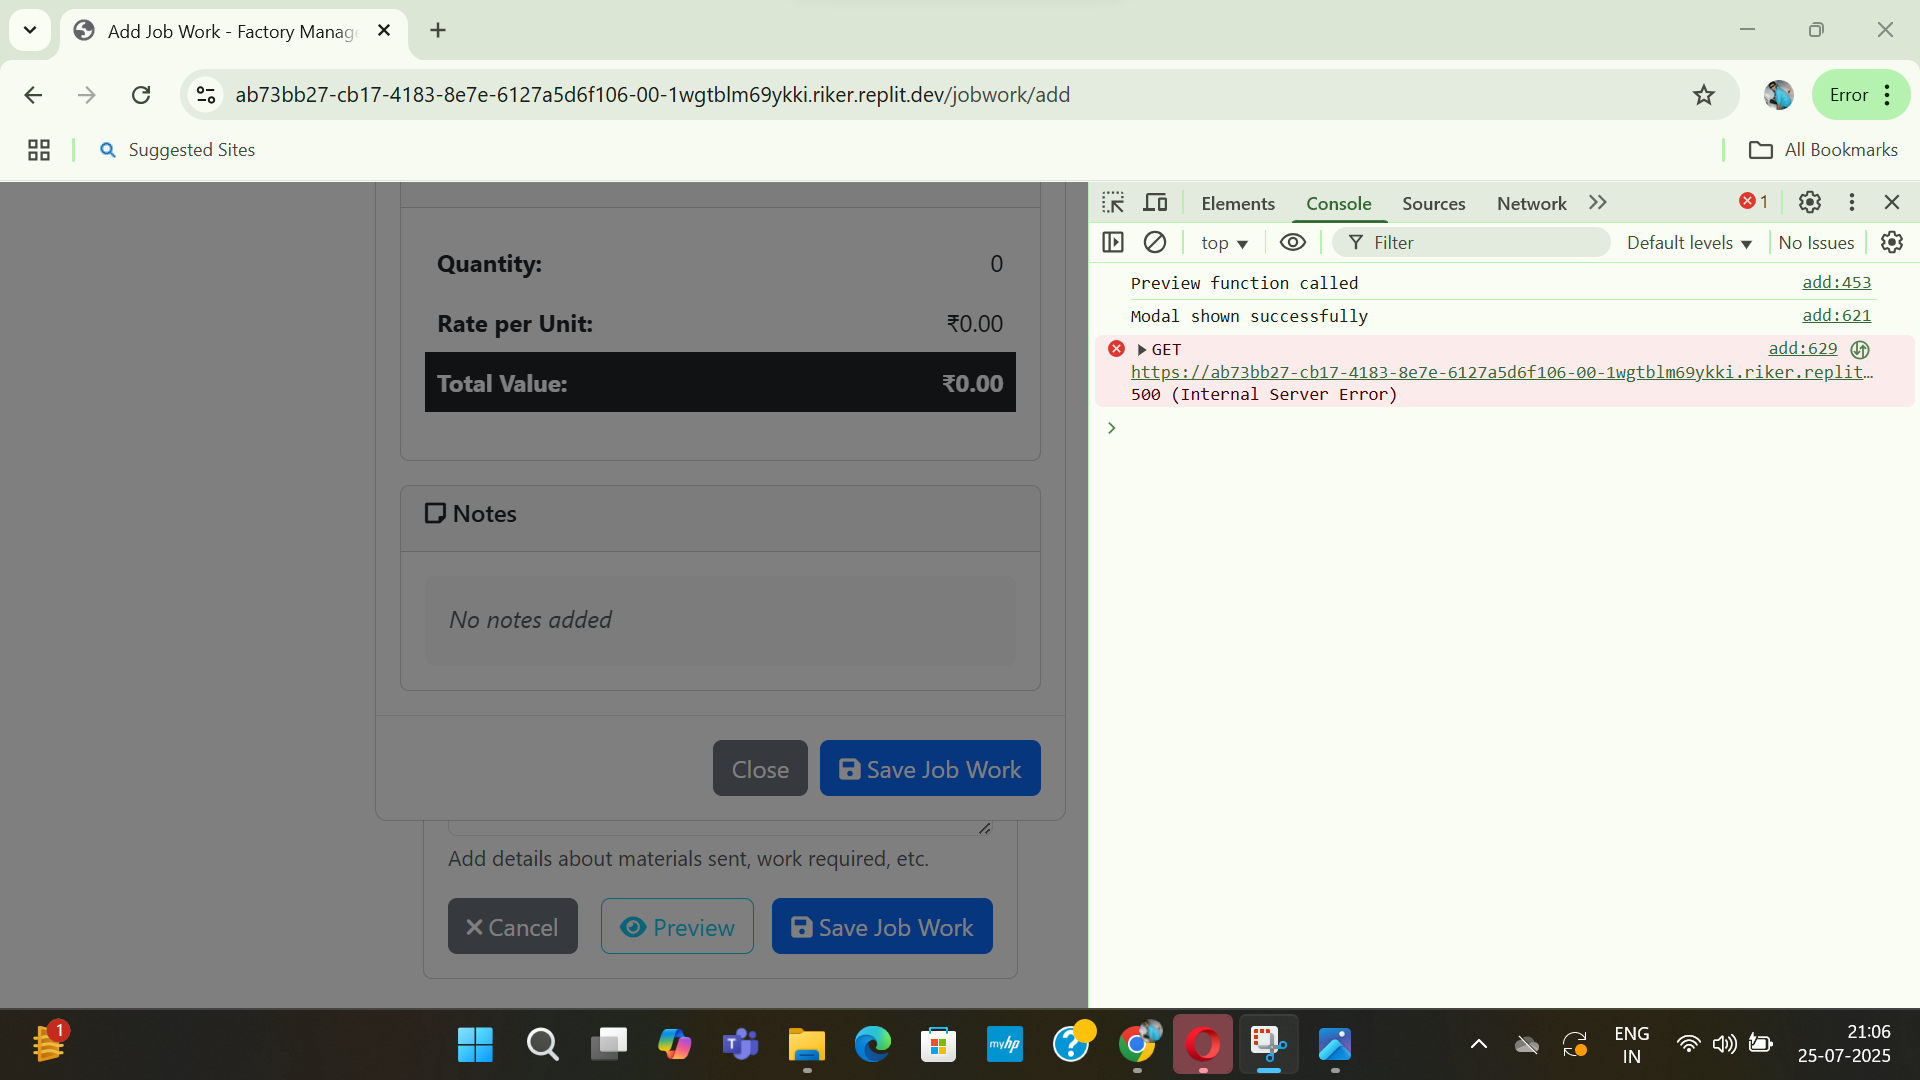 Add Job Work - Factory Manag
ab73bb27-cb17-4183-8e7e-6127a5d6f106-00-1wgtblm69ykki.riker.replit.dev/jobwork/add
Error
Suggested Sites
All Bookmarks
Quantity: 0
Rate per Unit: ₹0.00
Total Value: ₹0.00
Notes
No notes added
Close Save Job Work
Add details about materials sent, work required, etc.
Cancel Preview Save Job Work
Elements Console Sources Network 1
top Filter Default levels No Issues
Preview function called add:453
Modal shown successfully add:621
GET add:629
https://ab73bb27-cb17-4183-8e7e-6127a5d6f106-00-1wgtblm69ykki.riker.replit…
500 (Internal Server Error)
1
myhp
ENG
IN
21:06
25-07-2025